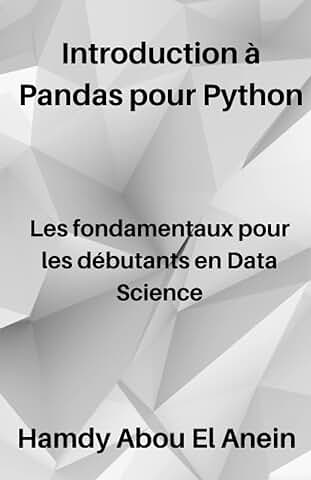 Introduction à
Pandas pour Python
Les fondamentaux pour
les débutants en Data
Science
Hamdy Abou El Anein